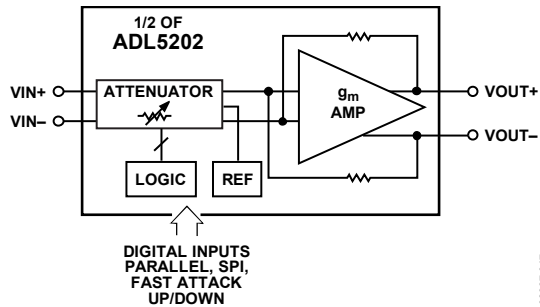 1/2 OF
ADL5202
VIN+
VIN–
ATTENUATOR
LOGIC
REF
gm
AMP
VOUT+
VOUT–
DIGITAL INPUTS
PARALLEL, SPI,
FAST ATTACK
UP/DOWN